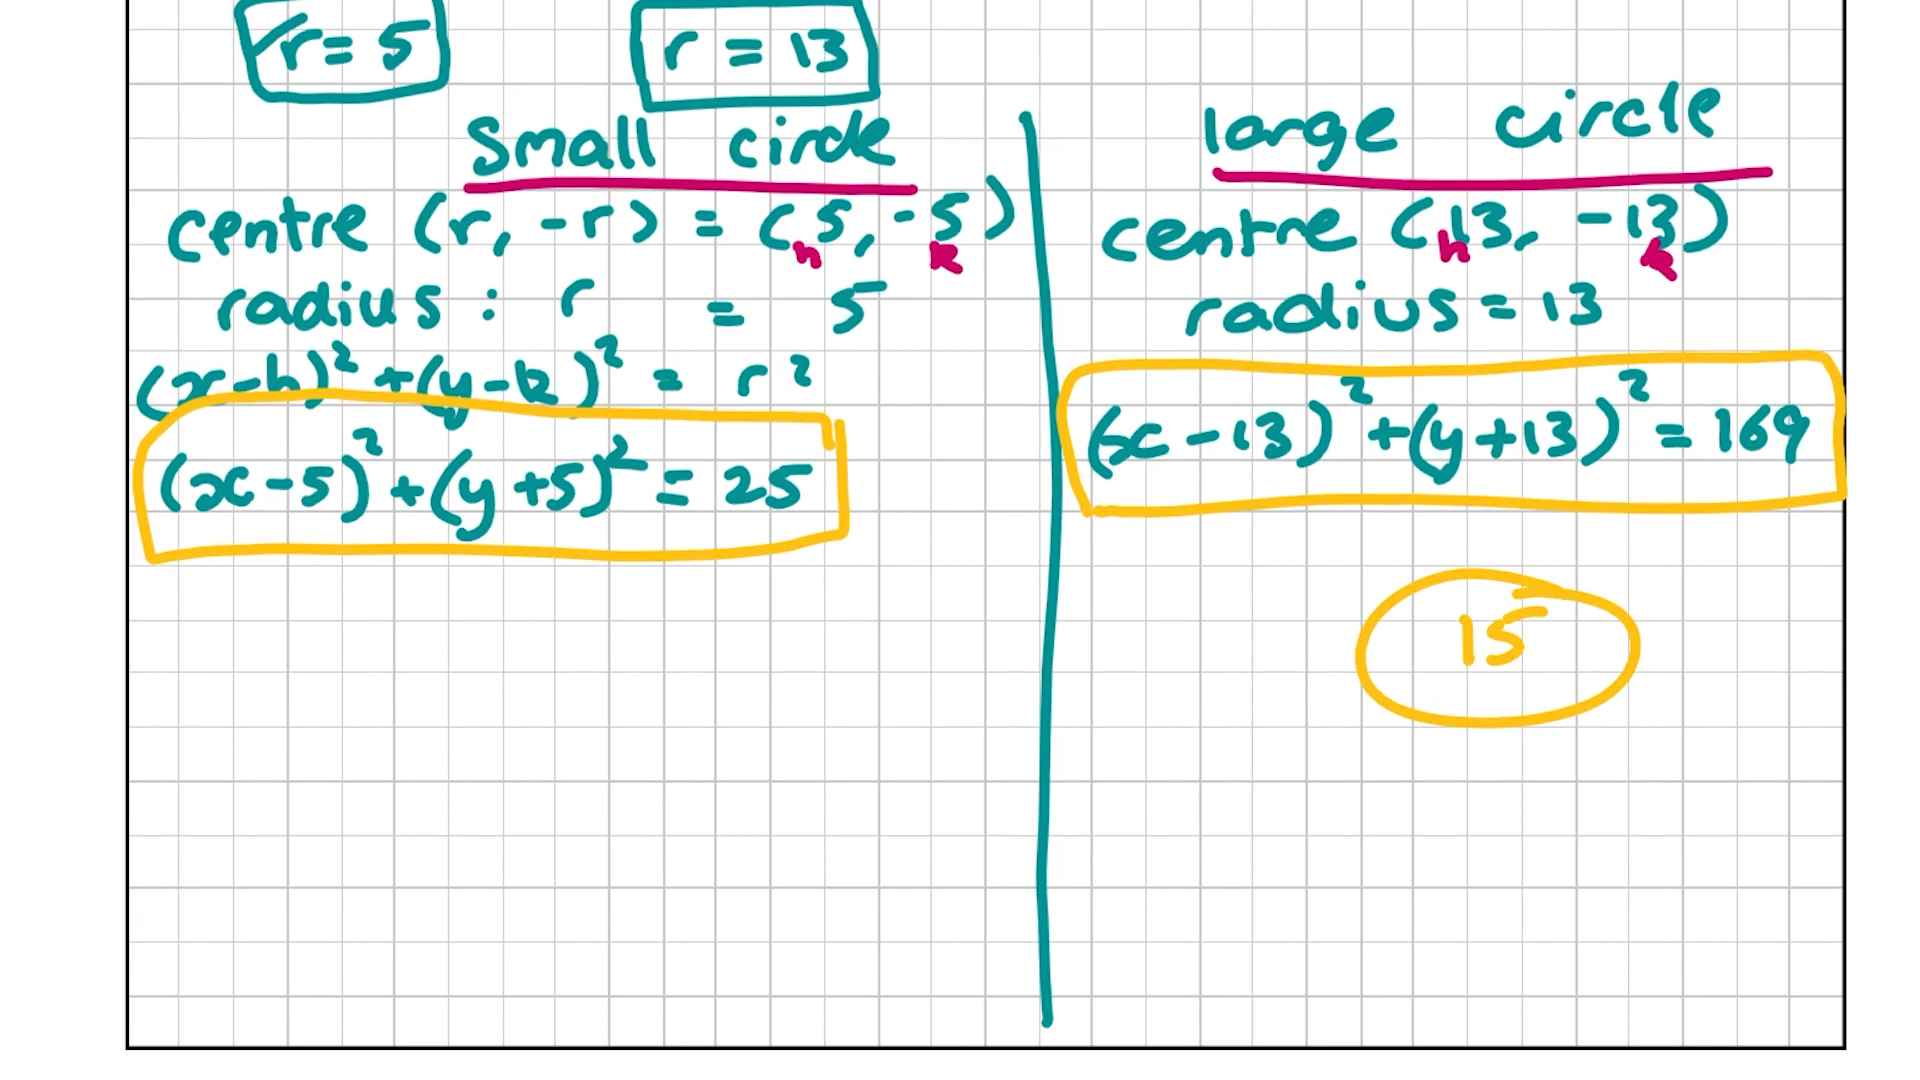 r = 5
r = 13
Small circle
centre (r, -r) = (5, -5)
h k
radius : r = 5
(x-h)² + (y-k)² = r²
(x-5)² + (y+5)² = 25
large circle
centre (13, -13)
h k
radius = 13
(x-13)² + (y+13)² = 169
15